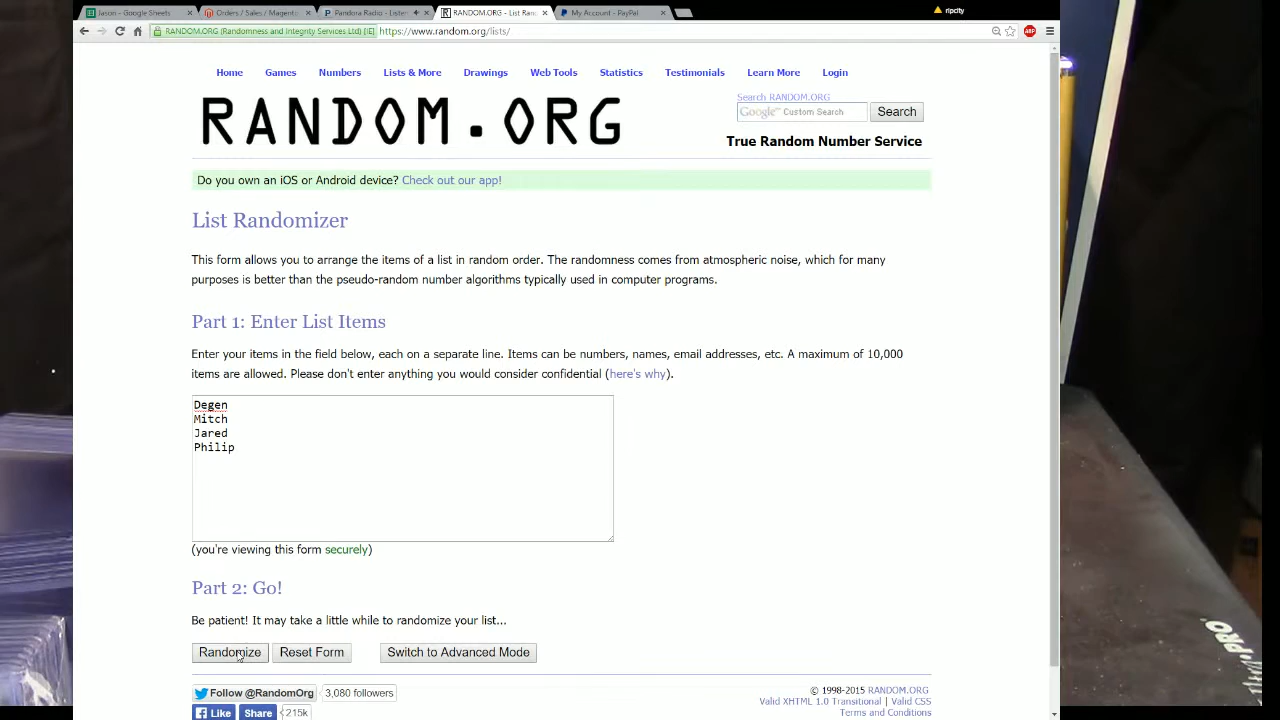 Jason - Google Sheets
Orders / Sales / Magent
Pandora Radio - Listen
RANDOM.ORG - List Ran
My Account - PayPal
ripcity
RANDOM.ORG (Randomness and Integrity Services Ltd) [IE]
https://www.random.org/lists/
ABP
Home Games Numbers Lists & More Drawings Web Tools Statistics Testimonials Learn More Login
RANDOM.ORG
Search RANDOM.ORG
Google™ Custom Search
Search
True Random Number Service
Do you own an iOS or Android device? Check out our app!
List Randomizer
This form allows you to arrange the items of a list in random order. The randomness comes from atmospheric noise, which for many
purposes is better than the pseudo-random number algorithms typically used in computer programs.
Part 1: Enter List Items
Enter your items in the field below, each on a separate line. Items can be numbers, names, email addresses, etc. A maximum of 10,000
items are allowed. Please don't enter anything you would consider confidential (here's why).
Degen
Mitch
Jared
Philip
(you're viewing this form securely)
Part 2: Go!
Be patient! It may take a little while to randomize your list...
Randomize
Reset Form
Switch to Advanced Mode
Follow @RandomOrg
3,080 followers
Like
Share
215k
© 1998-2015 RANDOM.ORG
Valid XHTML 1.0 Transitional | Valid CSS
Terms and Conditions
PRO